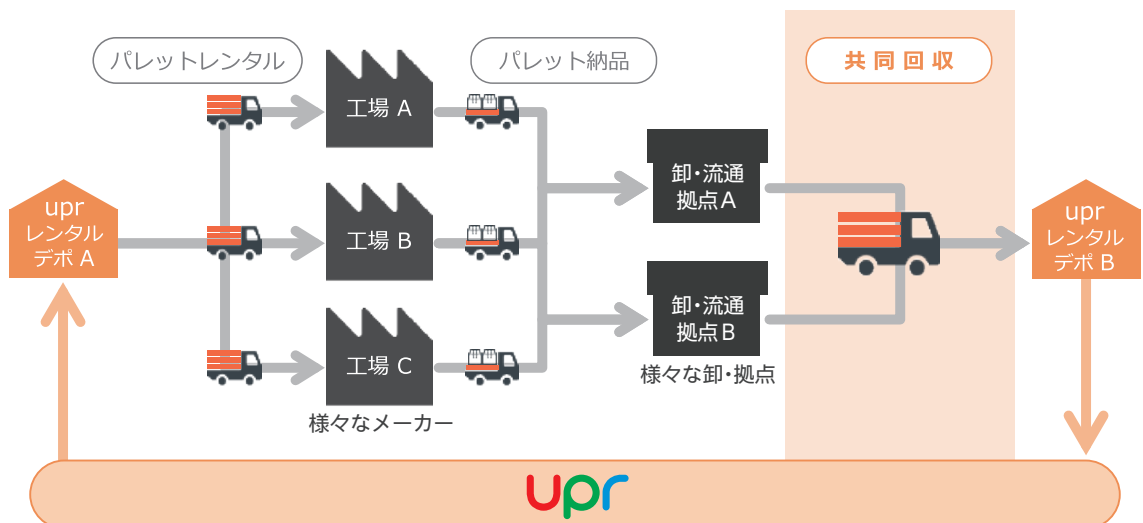 パレットレンタル
パレット納品
共同回収
工場 A
工場 B
工場 C
様々なメーカー
卸・流通
拠点A
卸・流通
拠点B
様々な卸・拠点
upr
レンタル
デポ A
upr
レンタル
デポ B
upr